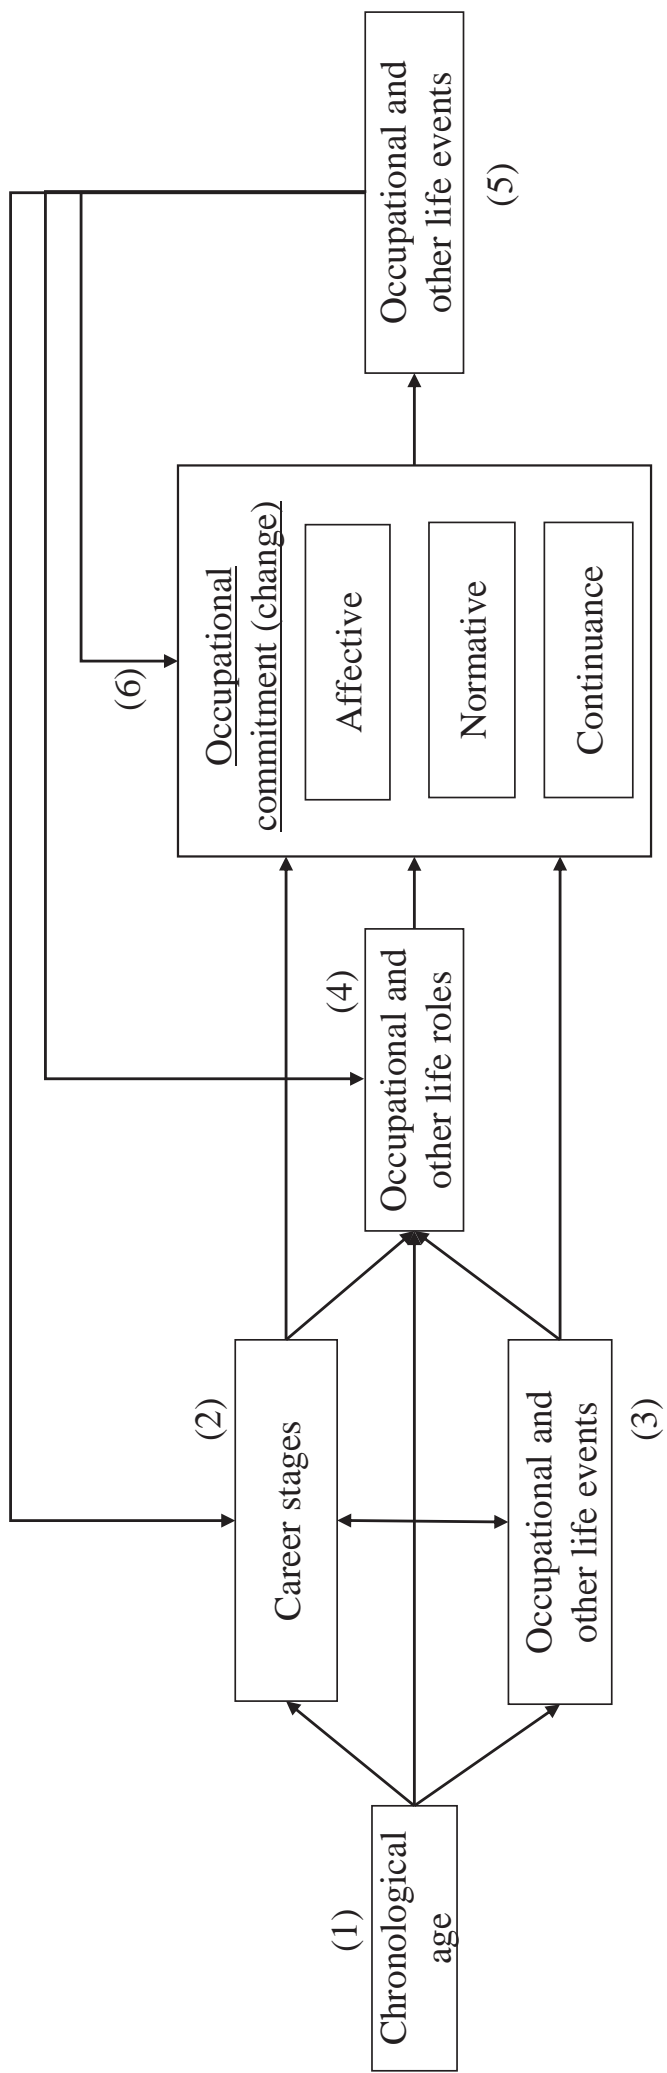 (1)
Chronological
age
(2)
Career stages
Occupational and
other life events
(3)
(4)
Occupational and
other life roles
(6)
Occupational
commitment (change)
Affective
Normative
Continuance
Occupational and
other life events
(5)